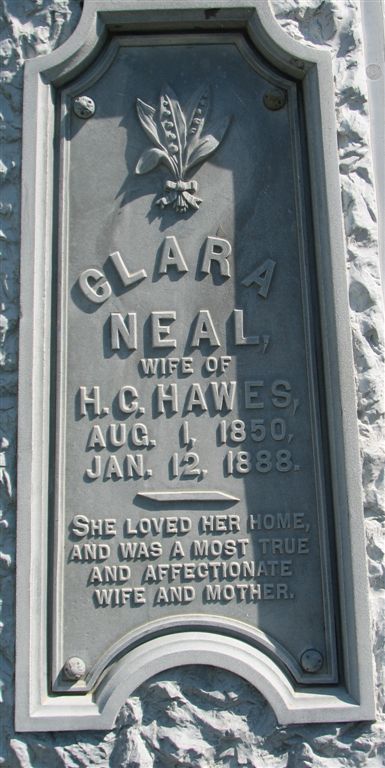 CLARA
NEAL,
WIFE OF
H. C. HAWES,
AUG. 1, 1850,
JAN. 12, 1888.
SHE LOVED HER HOME,
AND WAS A MOST TRUE
AND AFFECTIONATE
WIFE AND MOTHER.